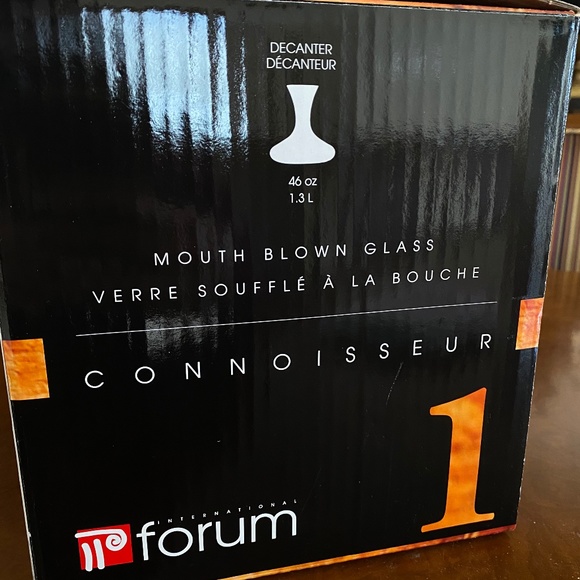 DECANTER
DÉCANTEUR
46 oz
1.3 L
MOUTH BLOWN GLASS
VERRE SOUFFLÉ À LA BOUCHE
CONNOISSEUR
1
INTERNATIONAL
forum